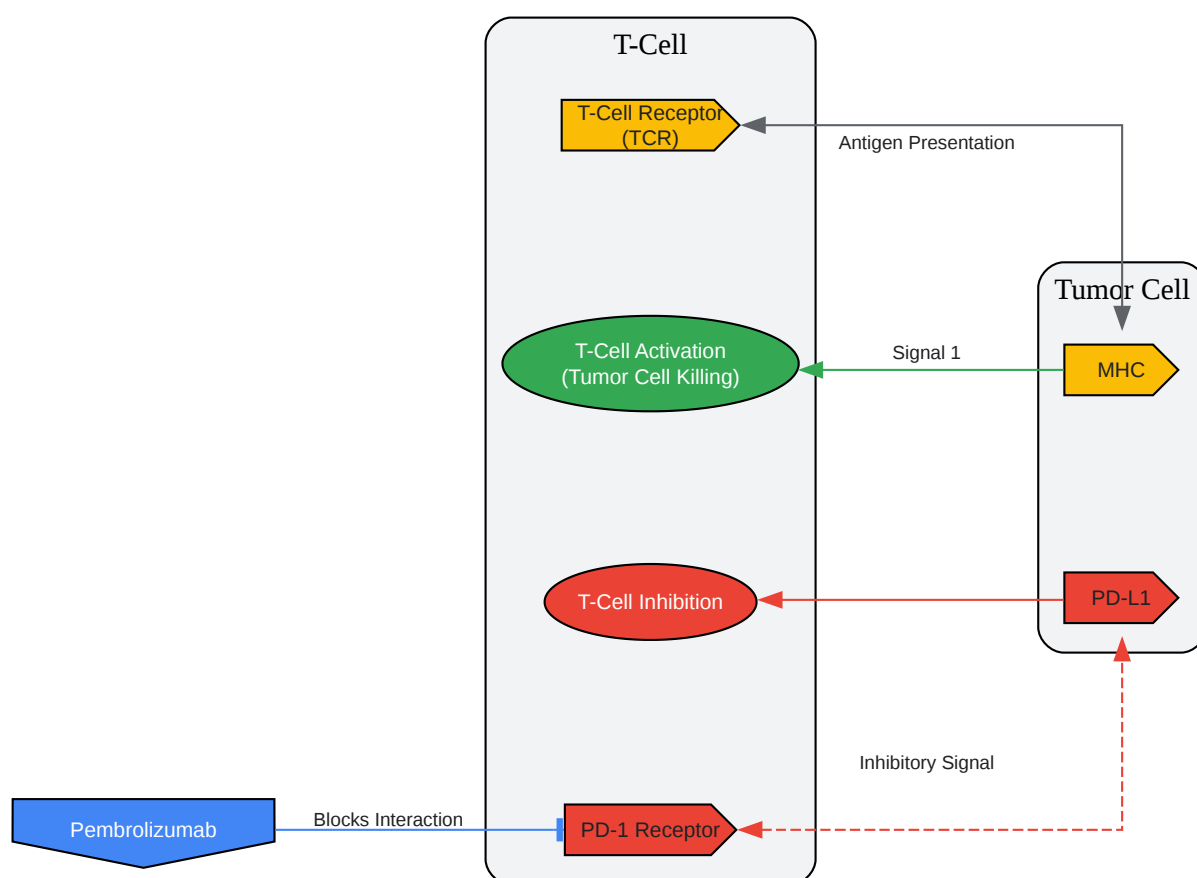 T-Cell
T-Cell Receptor
(TCR)
Antigen Presentation
Tumor Cell
T-Cell Activation
(Tumor Cell Killing)
Signal 1
MHC
T-Cell Inhibition
PD-L1
Inhibitory Signal
Pembrolizumab
Blocks Interaction
PD-1 Receptor